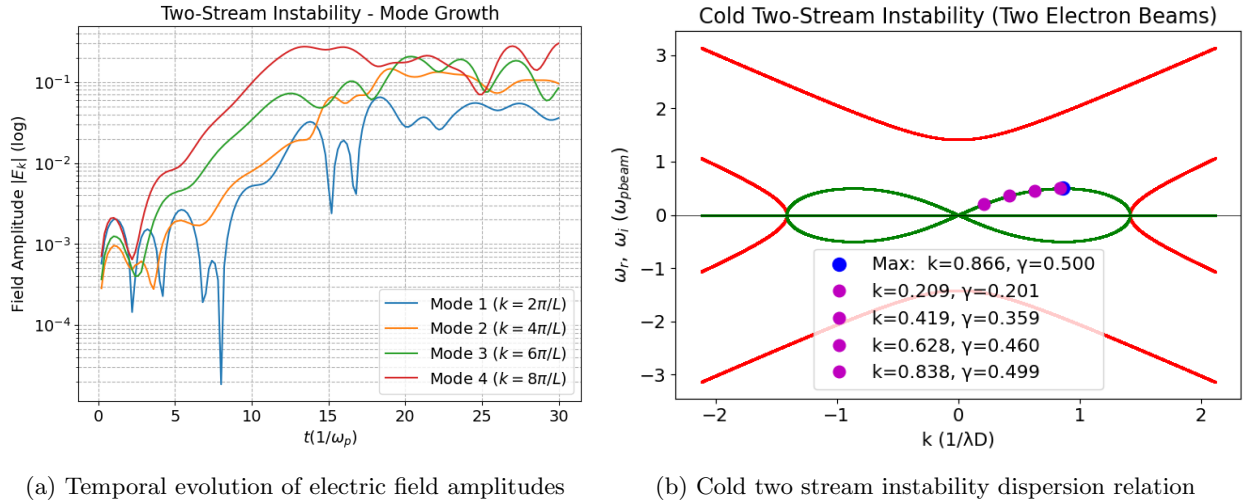 Two-Stream Instability - Mode Growth
Field Amplitude |E_k| (log)
10⁻¹
10⁻²
10⁻³
10⁻⁴
0 5 10 15 20 25 30
t(1/ω_p)
Mode 1 (k = 2π/L)
Mode 2 (k = 4π/L)
Mode 3 (k = 6π/L)
Mode 4 (k = 8π/L)
(a) Temporal evolution of electric field amplitudes
Cold Two-Stream Instability (Two Electron Beams)
ω_r, ω_i (ω_pbeam)
3
2
1
0
−1
−2
−3
Max: k=0.866, γ=0.500
k=0.209, γ=0.201
k=0.419, γ=0.359
k=0.628, γ=0.460
k=0.838, γ=0.499
−2 −1 0 1 2
k (1/λD)
(b) Cold two stream instability dispersion relation